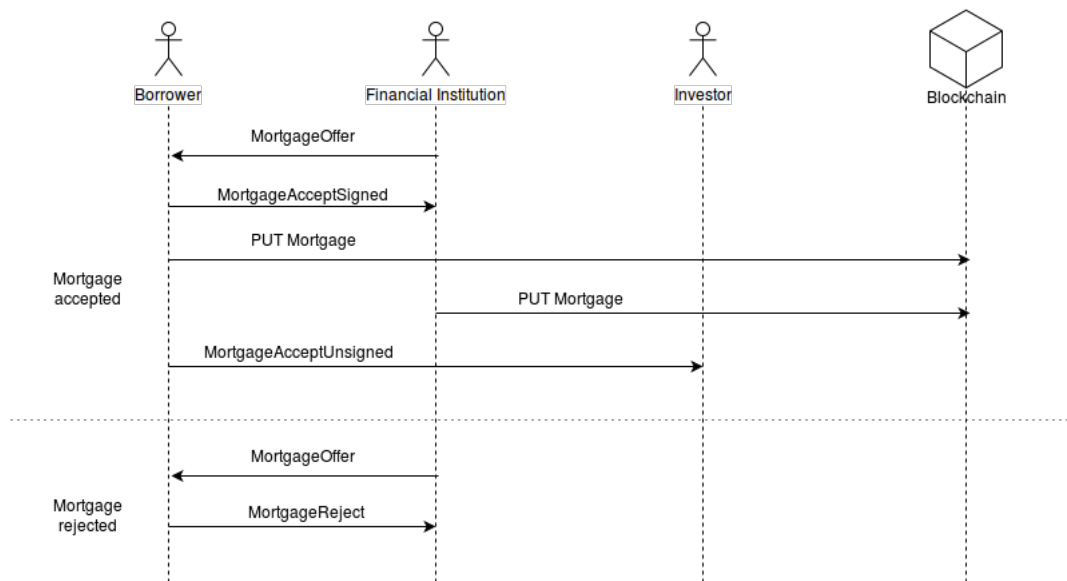 Borrower
Financial Institution
Investor
Blockchain
MortgageOffer
MortgageAcceptSigned
PUT Mortgage
Mortgage
accepted
PUT Mortgage
MortgageAcceptUnsigned
MortgageOffer
Mortgage
rejected
MortgageReject